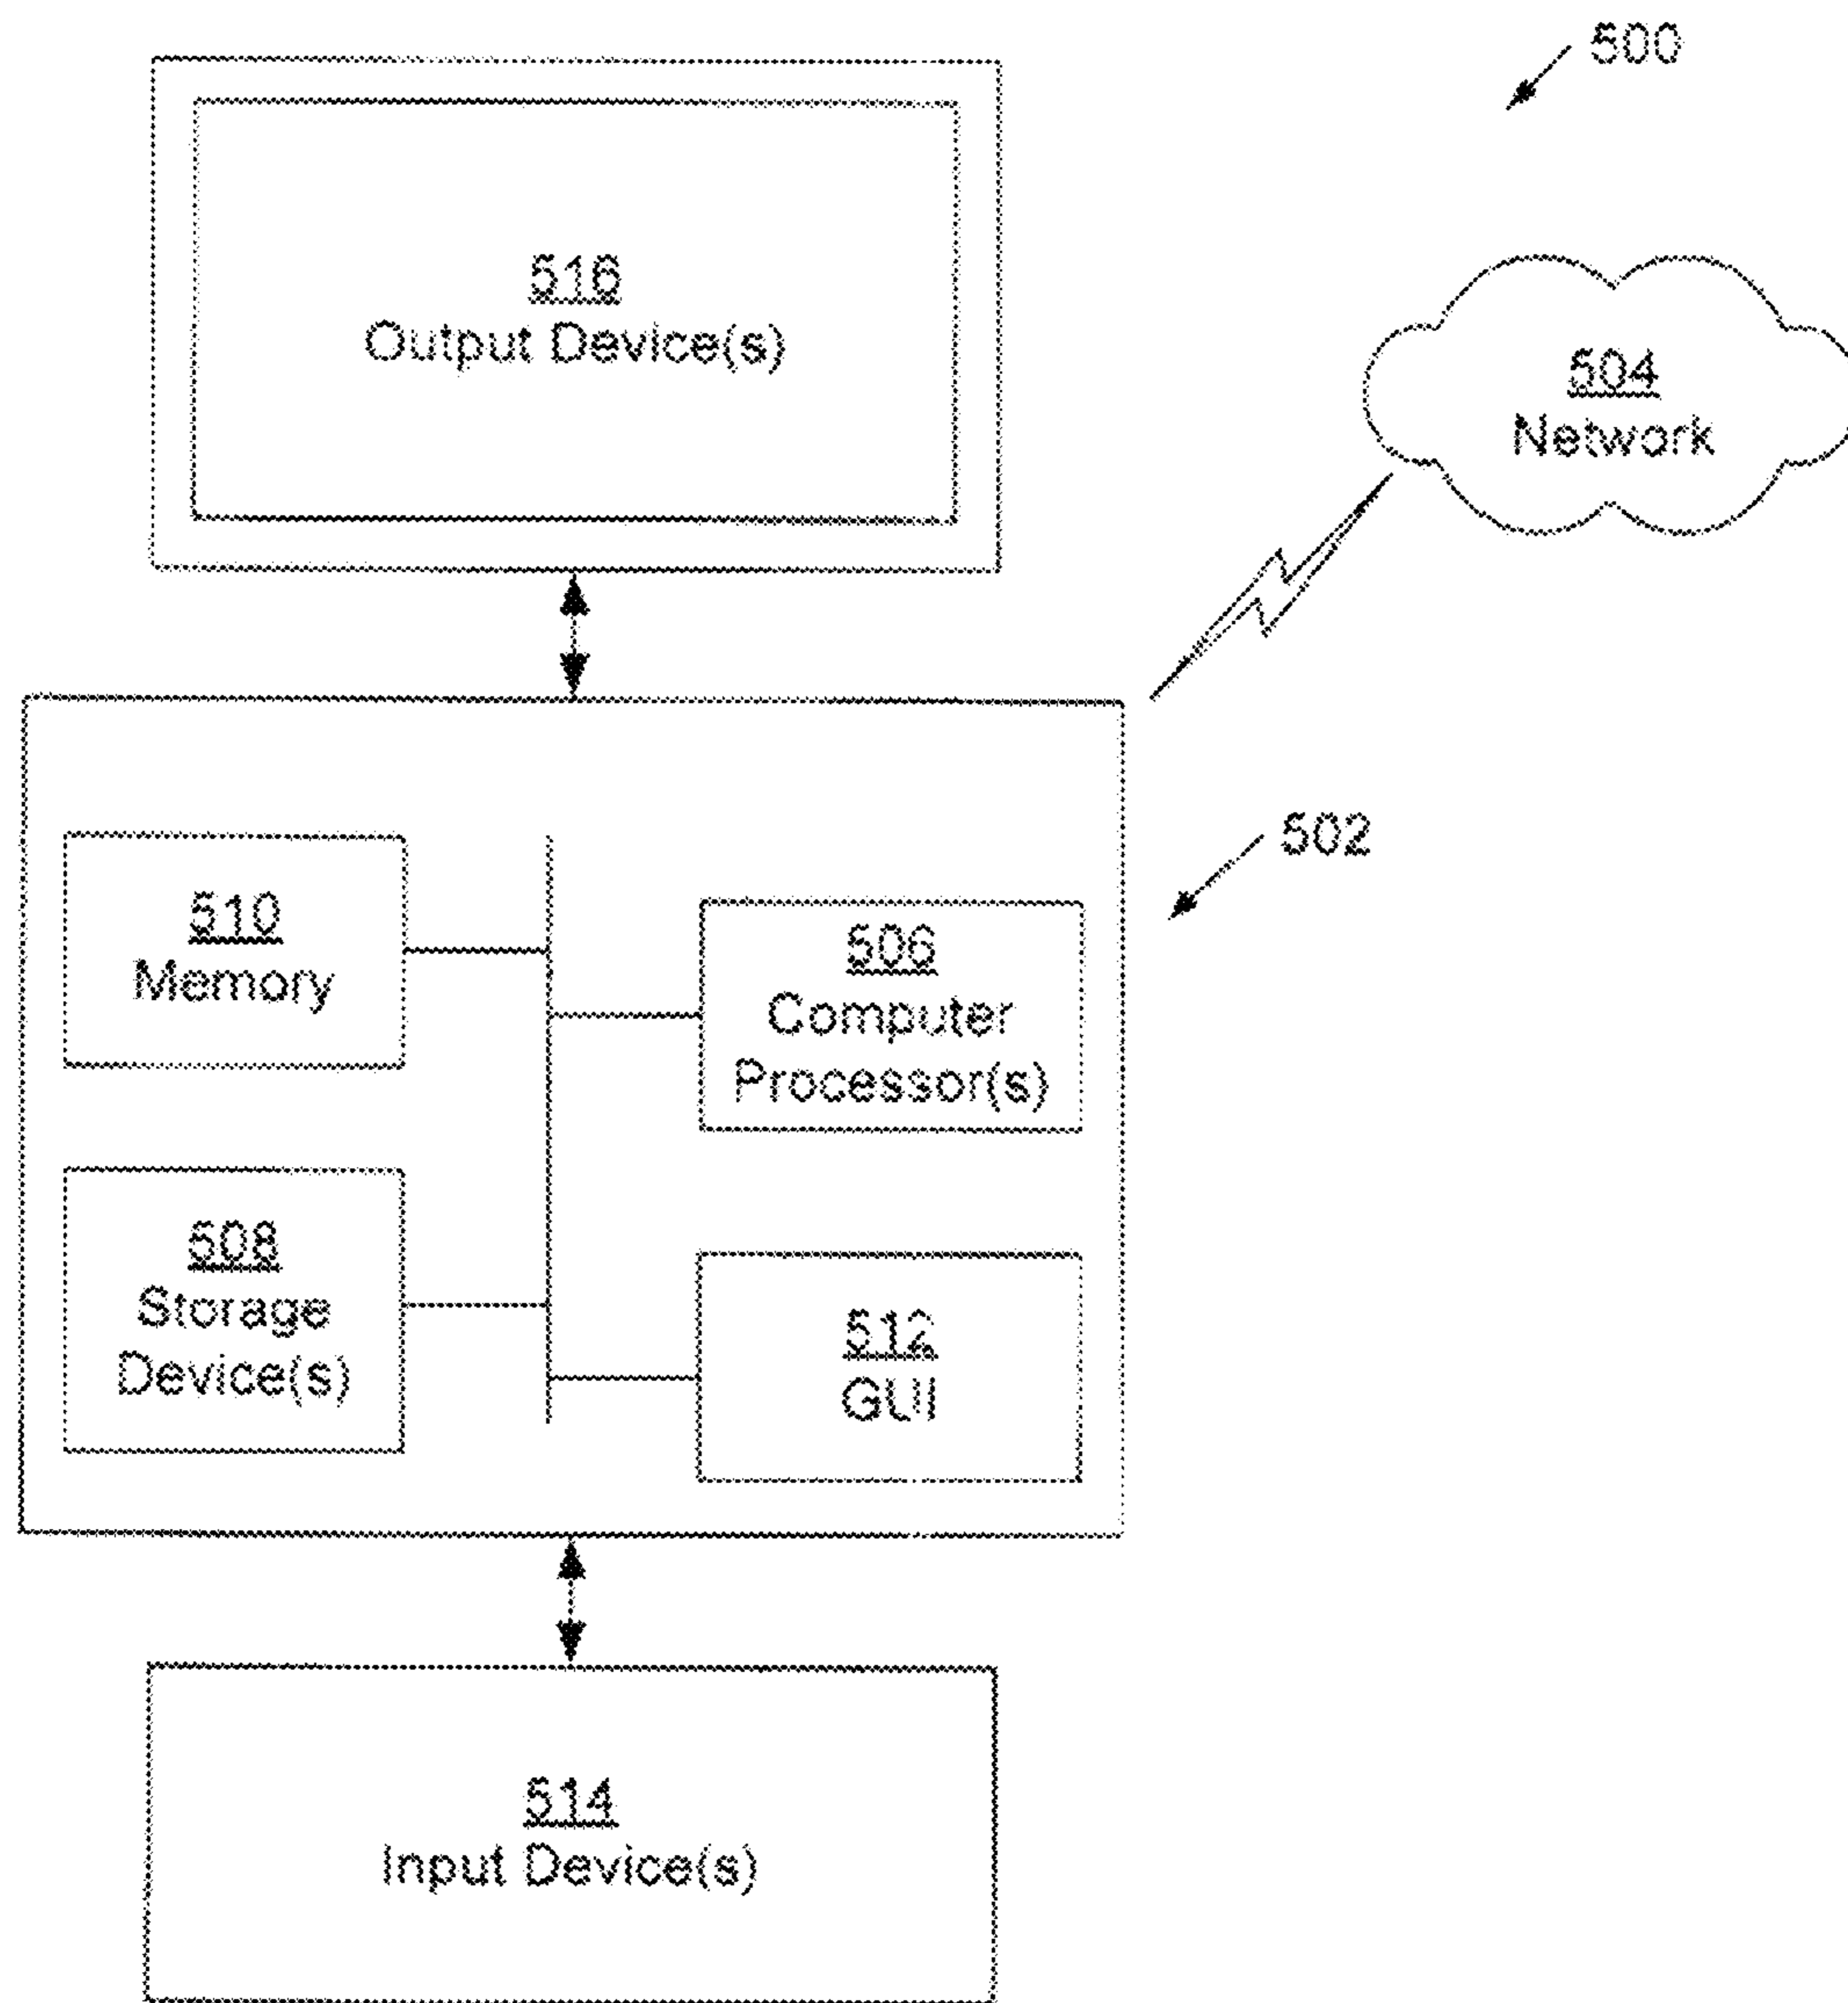 500
516
Output Device(s)
504
Network
502
510
Memory
506
Computer
Processor(s)
508
Storage
Device(s)
512
GUI
514
Input Device(s)